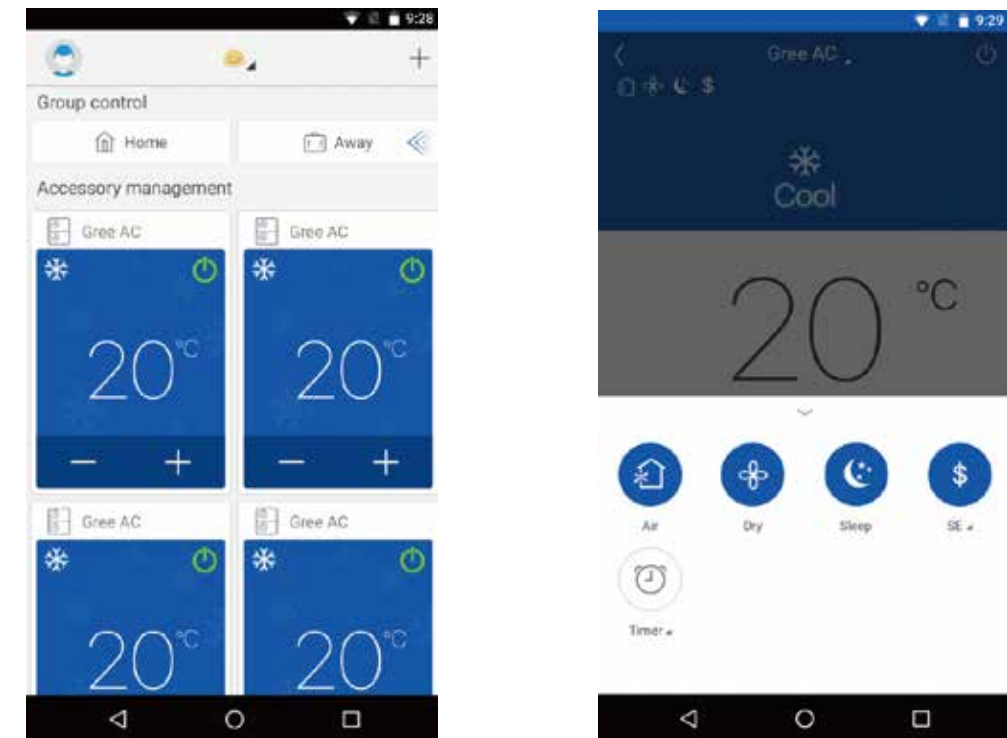 9:28
Group control
Home
Away
Accessory management
Gree AC
Gree AC
20°C
20°C
Gree AC
Gree AC
20°C
20°C
9:29
Gree AC
$
Cool
20 °C
$
Air
Dry
Sleep
SE
Timer